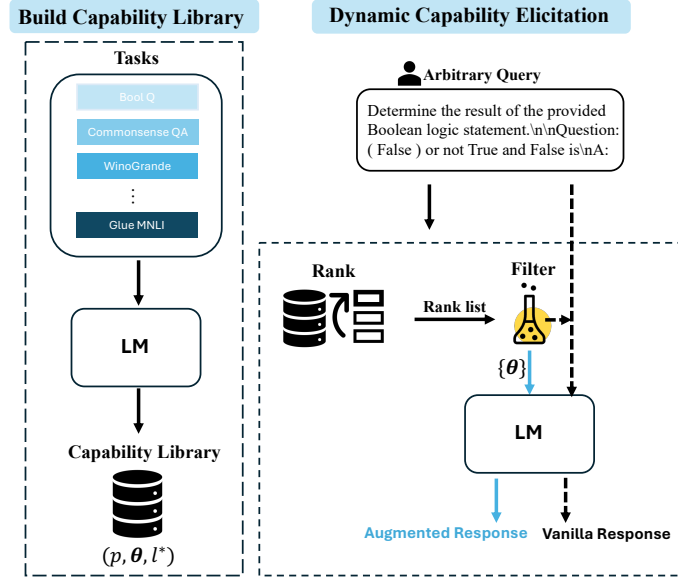 Build Capability Library
Tasks
Bool Q
Commonsense QA
WinoGrande
⋮
Glue MNLI
LM
Capability Library
(p, θ, l*)
Dynamic Capability Elicitation
Arbitrary Query
Determine the result of the provided
Boolean logic statement.\n\nQuestion:
( False ) or not True and False is\nA:
Rank
Rank list
Filter
{θ}
LM
Augmented Response
Vanilla Response